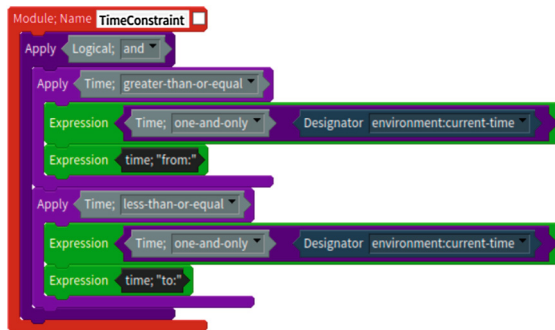 Module; Name TimeConstraint
Apply Logical; and
Apply Time; greater-than-or-equal
Expression Time; one-and-only Designator environment:current-time
Expression time; "from:"
Apply Time; less-than-or-equal
Expression Time; one-and-only Designator environment:current-time
Expression time; "to:"